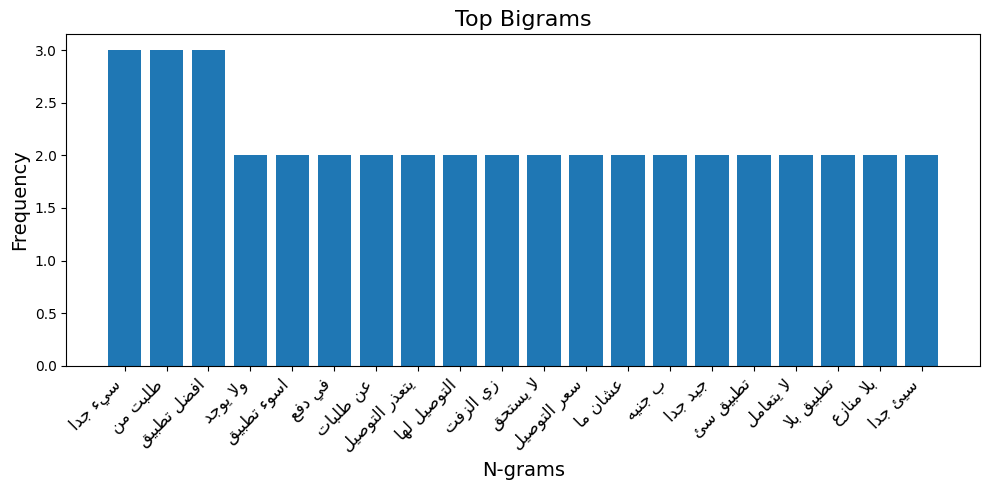 Top Bigrams
Frequency
3.0
2.5
2.0
1.5
1.0
0.5
0.0
سيء جدا
طلبت من
افضل تطبيق
ولا يوجد
اسوء تطبيق
في دفع
عن طلبات
يتعذر التوصيل
التوصيل لها
زي الزفت
لا يستحق
سعر التوصيل
عشان ما
ب جنيه
جيد جدا
تطبيق سئ
لا يتعامل
تطبيق بلا
بلا منازع
سيئ جدا
N-grams